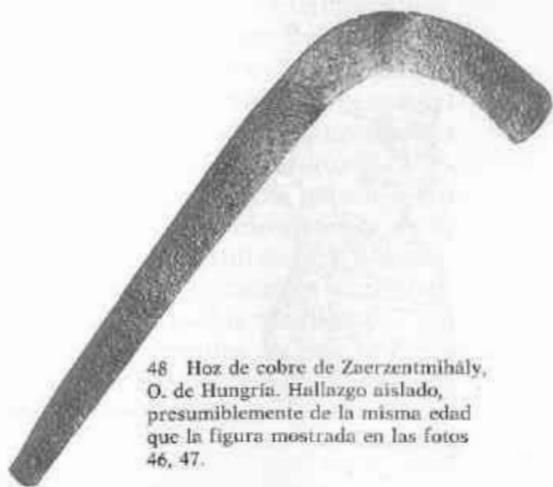 48 Hoz de cobre de Zaerzentmihály,
O. de Hungría. Hallazgo aislado,
presumiblemente de la misma edad
que la figura mostrada en las fotos
46, 47.